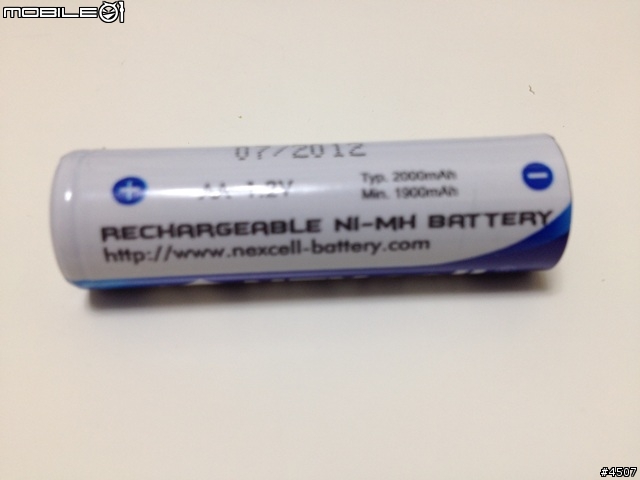 MOBILE01
07/2012
+
-
AA 1.2V
Typ. 2000mAh
Min. 1900mAh
RECHARGEABLE NI-MH BATTERY
http://www.nexcell-battery.com
#4507